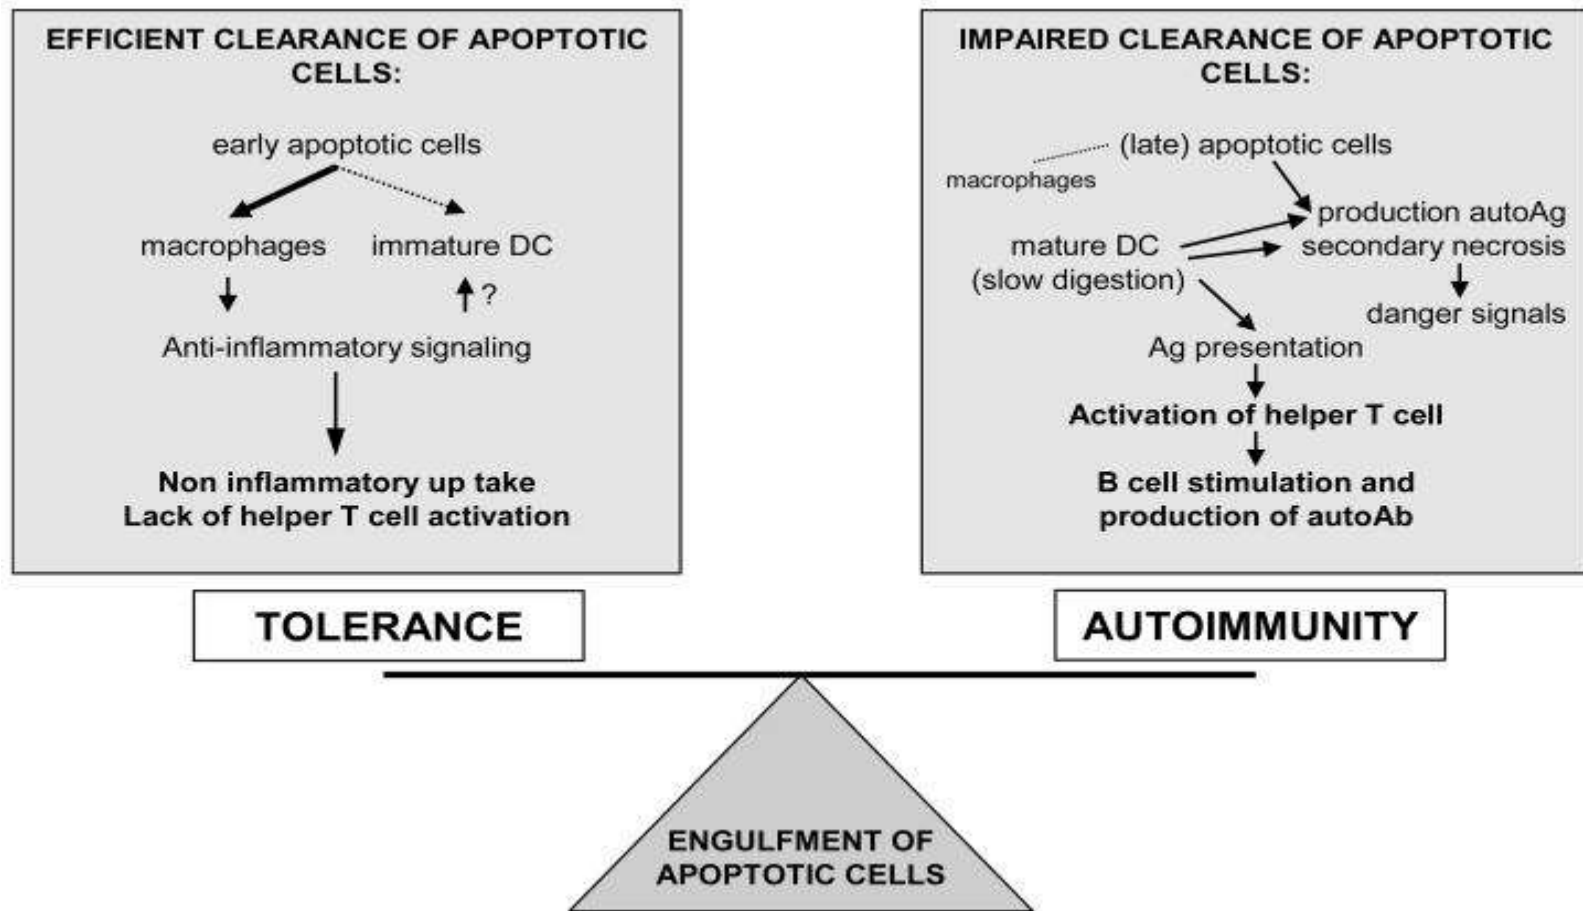 EFFICIENT CLEARANCE OF APOPTOTIC
CELLS:
early apoptotic cells
macrophages immature DC
?
Anti-inflammatory signaling
Non inflammatory up take
Lack of helper T cell activation
TOLERANCE
IMPAIRED CLEARANCE OF APOPTOTIC
CELLS:
(late) apoptotic cells
macrophages
production autoAg
mature DC secondary necrosis
(slow digestion)
danger signals
Ag presentation
Activation of helper T cell
B cell stimulation and
production of autoAb
AUTOIMMUNITY
ENGULFMENT OF
APOPTOTIC CELLS